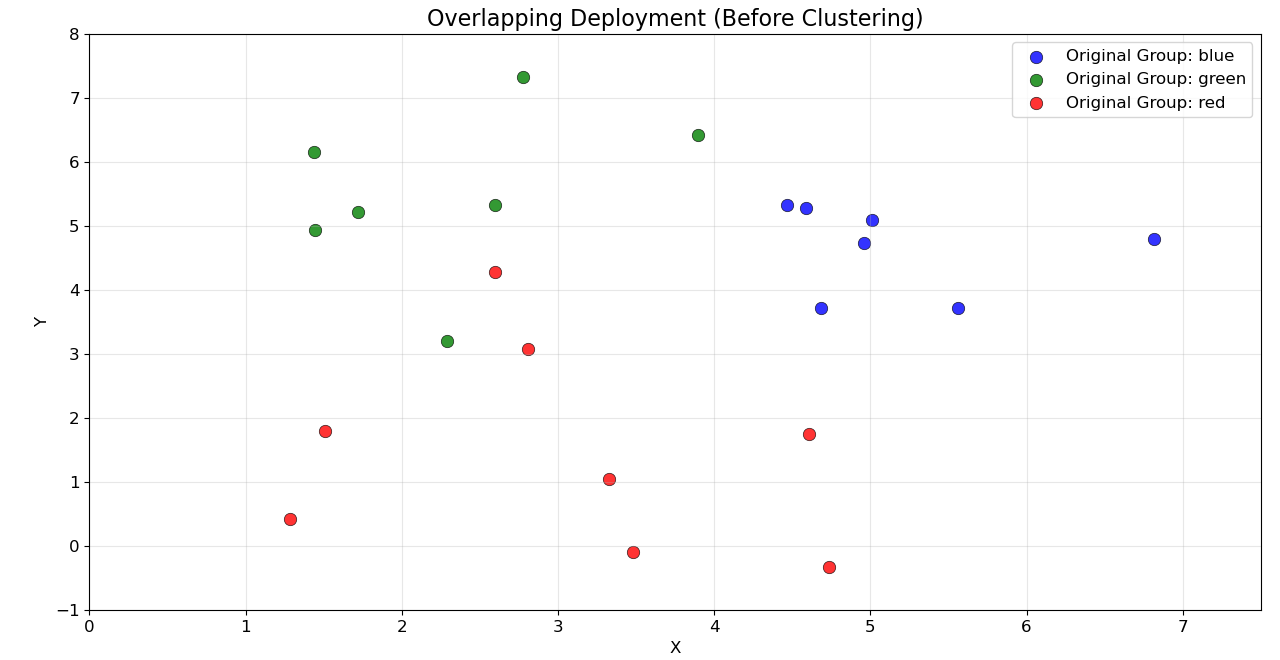 Overlapping Deployment (Before Clustering)
Original Group: blue
Original Group: green
Original Group: red
8
7
6
5
4
3
2
1
0
−1
Y
0 1 2 3 4 5 6 7
X